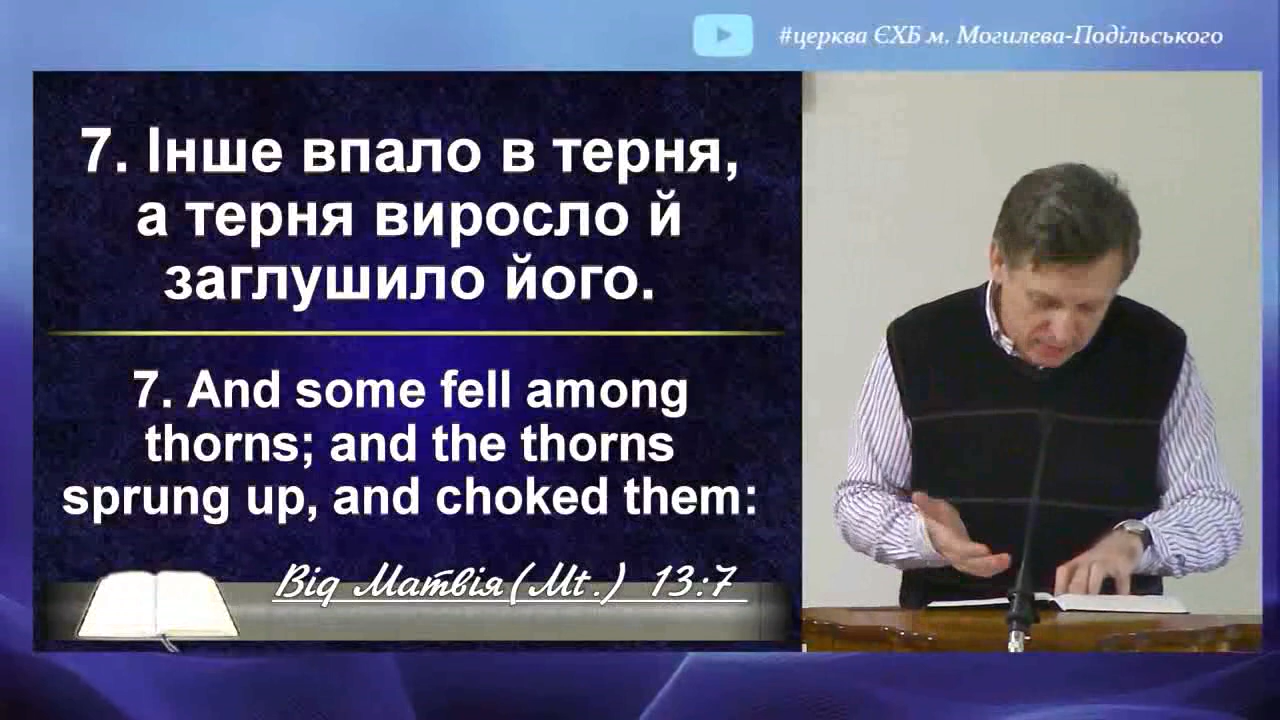 #церква ЄХБ м. Могилева-Подільського
7. Інше впало в терня,
а терня виросло й
заглушило його.
7. And some fell among
thorns; and the thorns
sprung up, and choked them:
Від Матвія(Mt.) 13:7